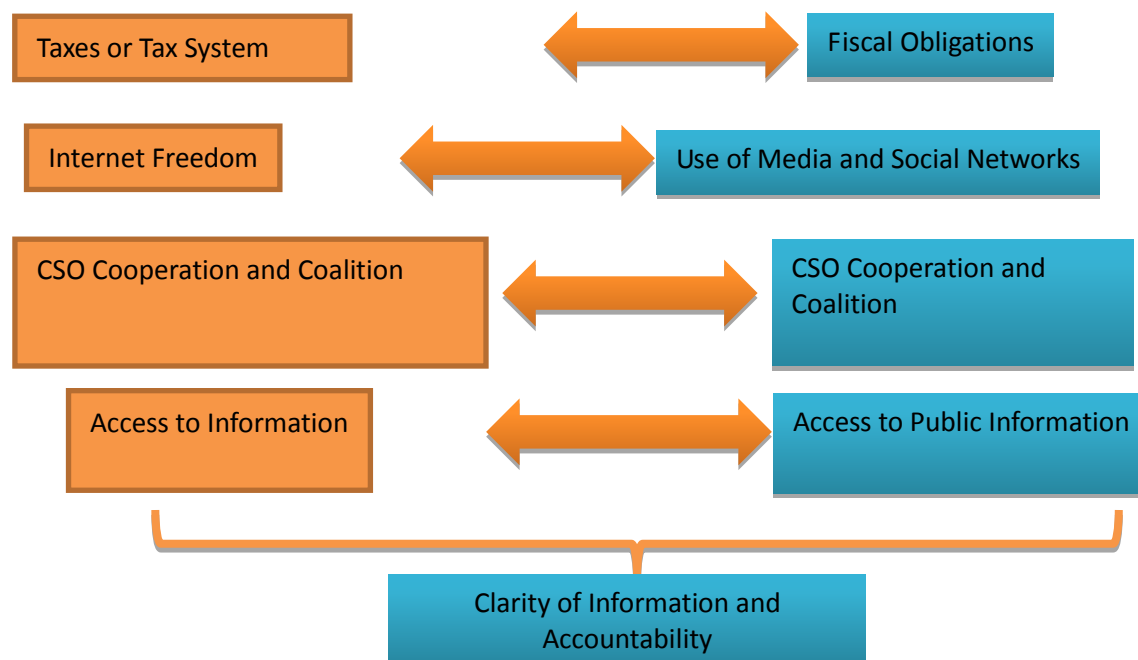 Taxes or Tax System
Fiscal Obligations
Internet Freedom
Use of Media and Social Networks
CSO Cooperation and Coalition
CSO Cooperation and
Coalition
Access to Information
Access to Public Information
Clarity of Information and
Accountability